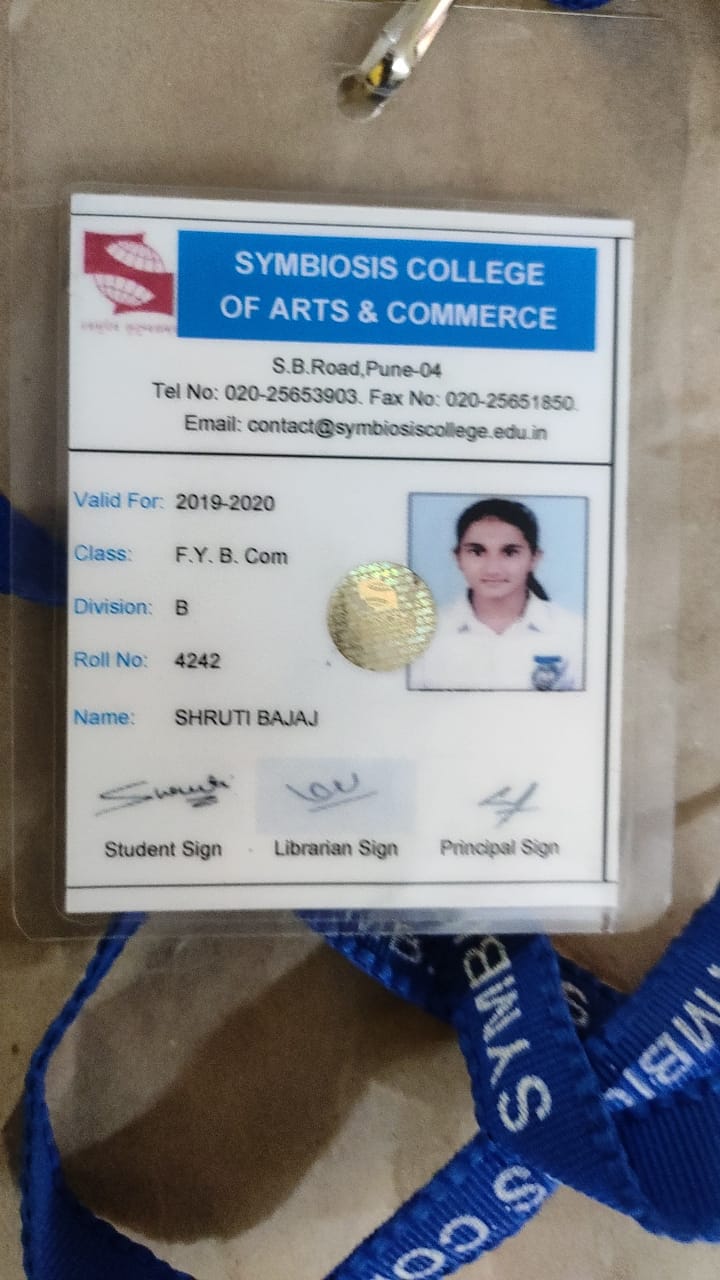 SYMBIOSIS COLLEGE
OF ARTS & COMMERCE
S.B.Road,Pune-04
Tel No: 020-25653903. Fax No: 020-25651850.
Email: contact@symbiosiscollege.edu.in
Valid For: 2019-2020
Class: F.Y. B. Com
Division: B
Roll No: 4242
Name: SHRUTI BAJAJ
Shruti
Student Sign Librarian Sign Principal Sign
SYMB
SYMBI
S CO